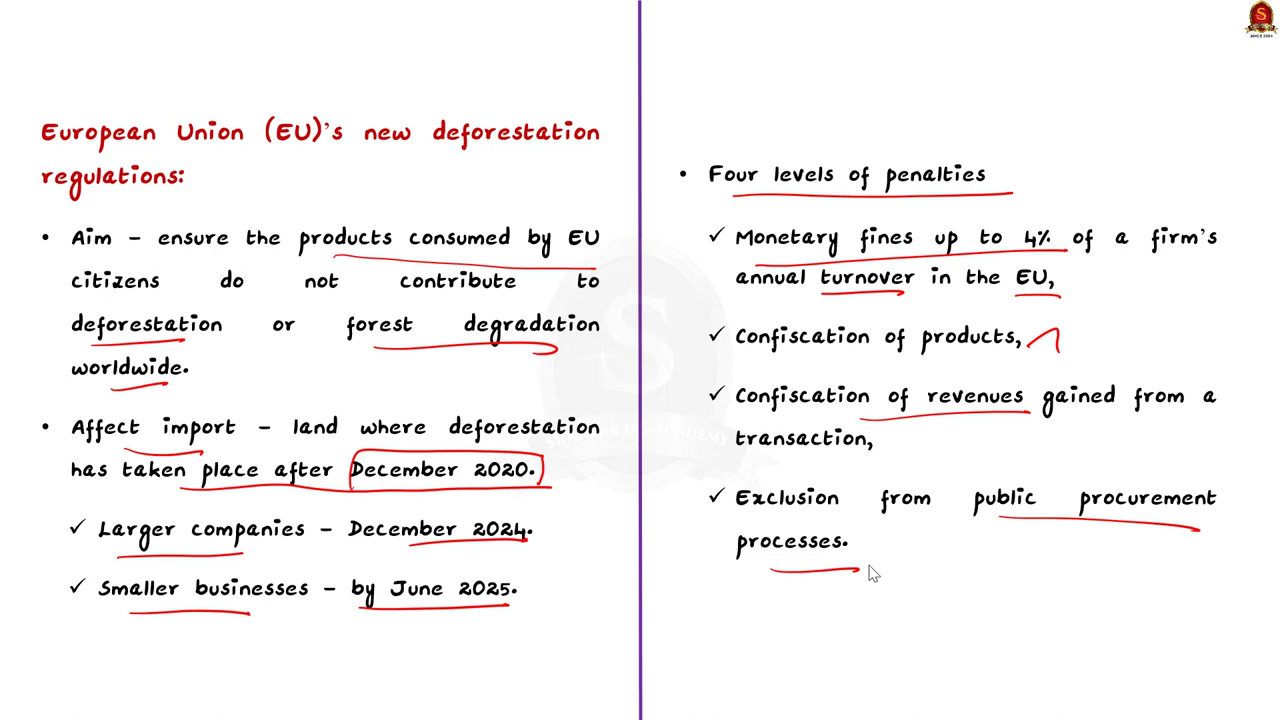 European Union (EU)'s new deforestation
regulations:
• Aim – ensure the products consumed by EU
citizens do not contribute to
deforestation or forest degradation
worldwide.
• Affect import – land where deforestation
has taken place after December 2020.
✓ Larger companies – December 2024.
✓ Smaller businesses – by June 2025.
• Four levels of penalties
✓ Monetary fines up to 4% of a firm's
annual turnover in the EU,
✓ Confiscation of products,
✓ Confiscation of revenues gained from a
transaction,
✓ Exclusion from public procurement
processes.
S
SINCE 2004